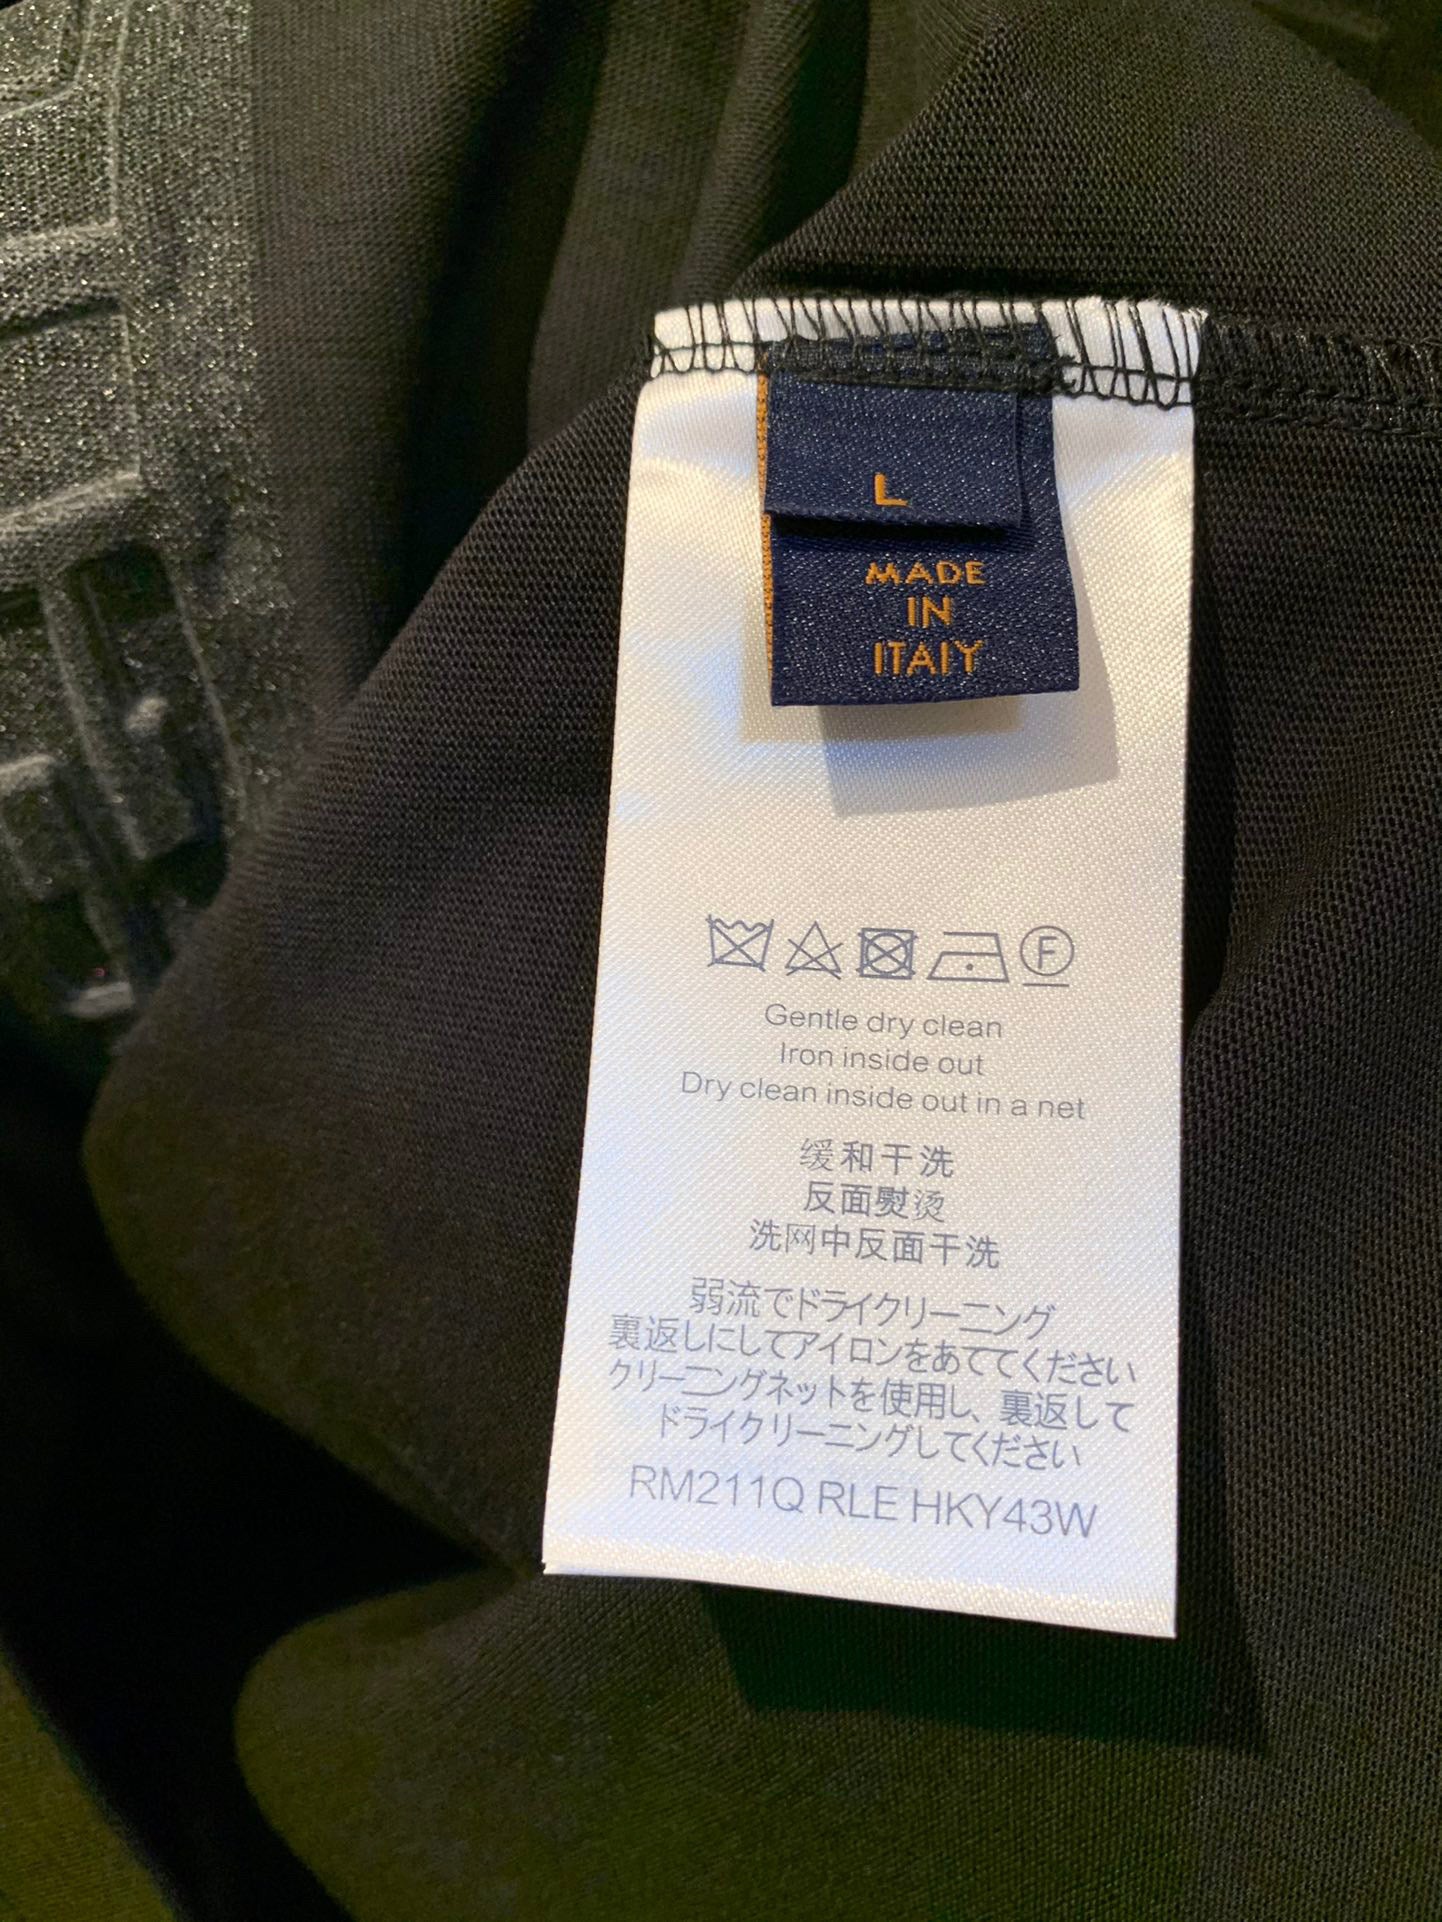 L
MADE
IN
ITAIY
F
Gentle dry clean
Iron inside out
Dry clean inside out in a net
缓和干洗
反面熨烫
洗网中反面干洗
弱流でドライクリーニング
裏返しにしてアイロンをあててください
クリーニングネットを使用し、裏返して
ドライクリーニングしてください
RM211Q RLE HKY43W